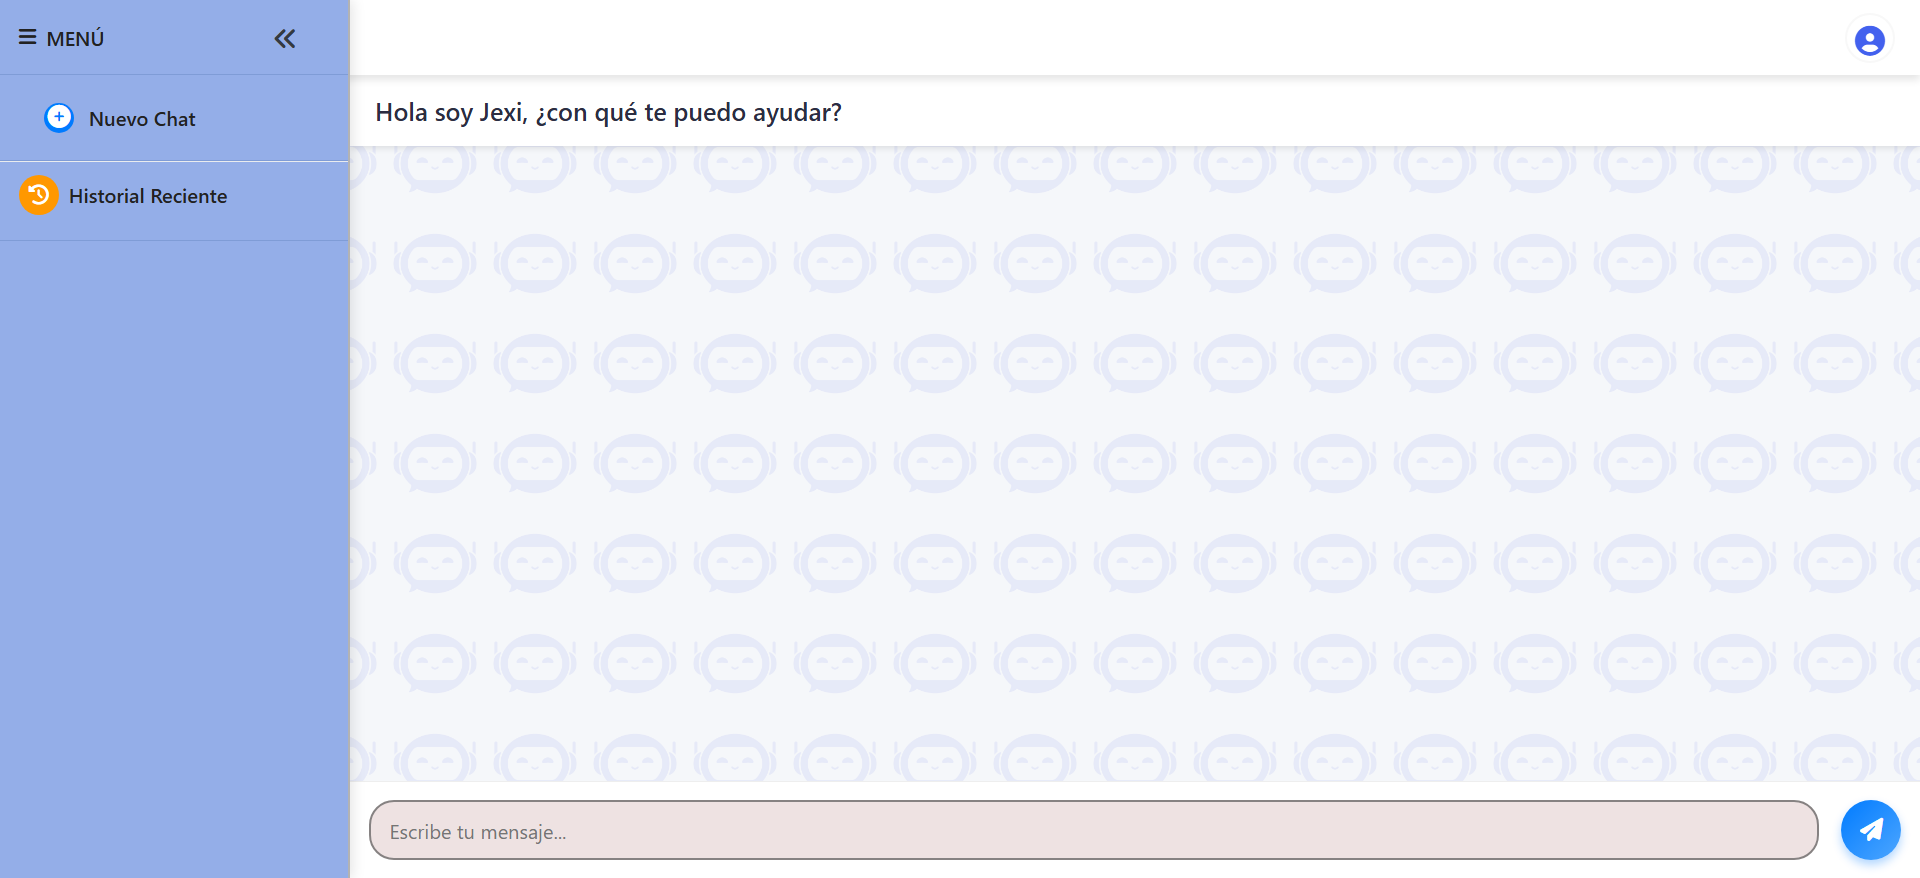 MENÚ
Nuevo Chat
Historial Reciente
Hola soy Jexi, ¿con qué te puedo ayudar?
Escribe tu mensaje...